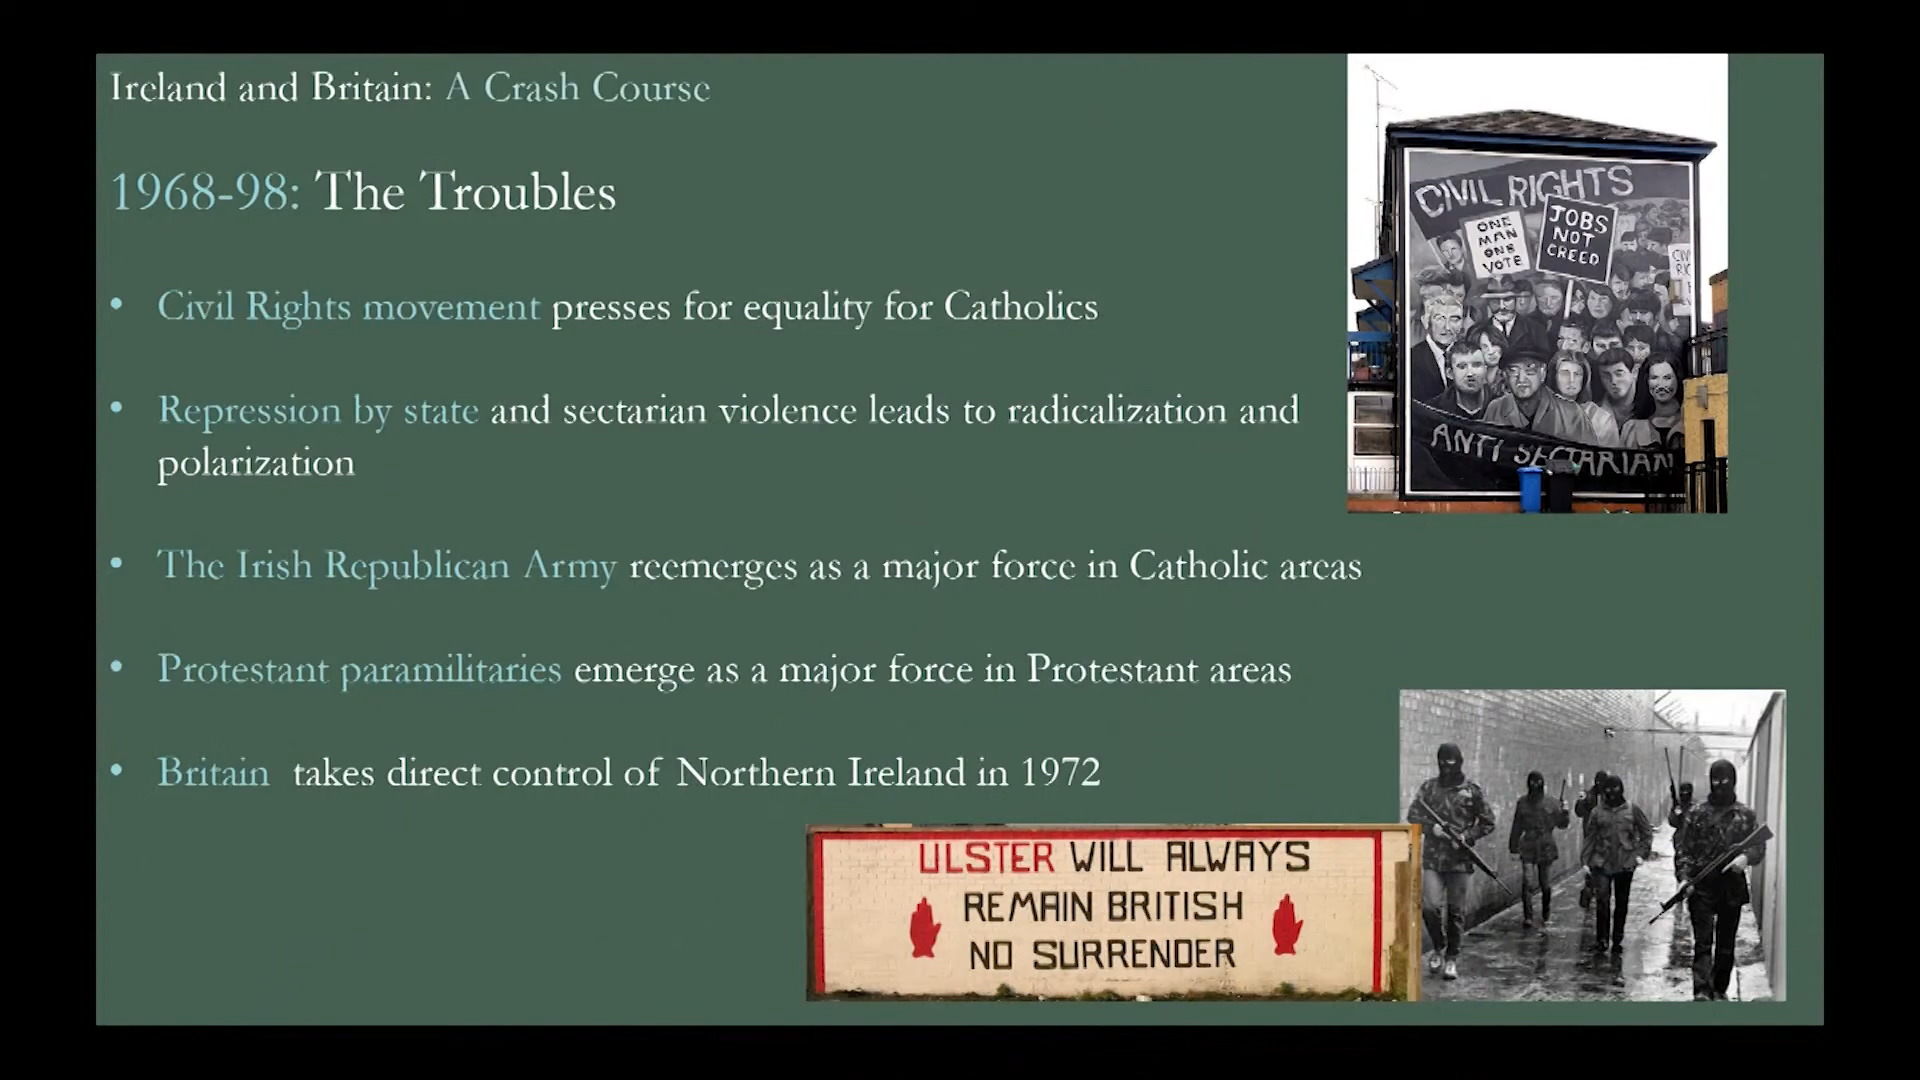 Ireland and Britain: A Crash Course
1968-98: The Troubles
• Civil Rights movement presses for equality for Catholics
• Repression by state and sectarian violence leads to radicalization and
polarization
• The Irish Republican Army reemerges as a major force in Catholic areas
• Protestant paramilitaries emerge as a major force in Protestant areas
• Britain takes direct control of Northern Ireland in 1972
CIVIL RIGHTS
ONE
MAN
ONE
VOTE
JOBS
NOT
CREED
ANTI SECTARIAN
ULSTER WILL ALWAYS
REMAIN BRITISH
NO SURRENDER